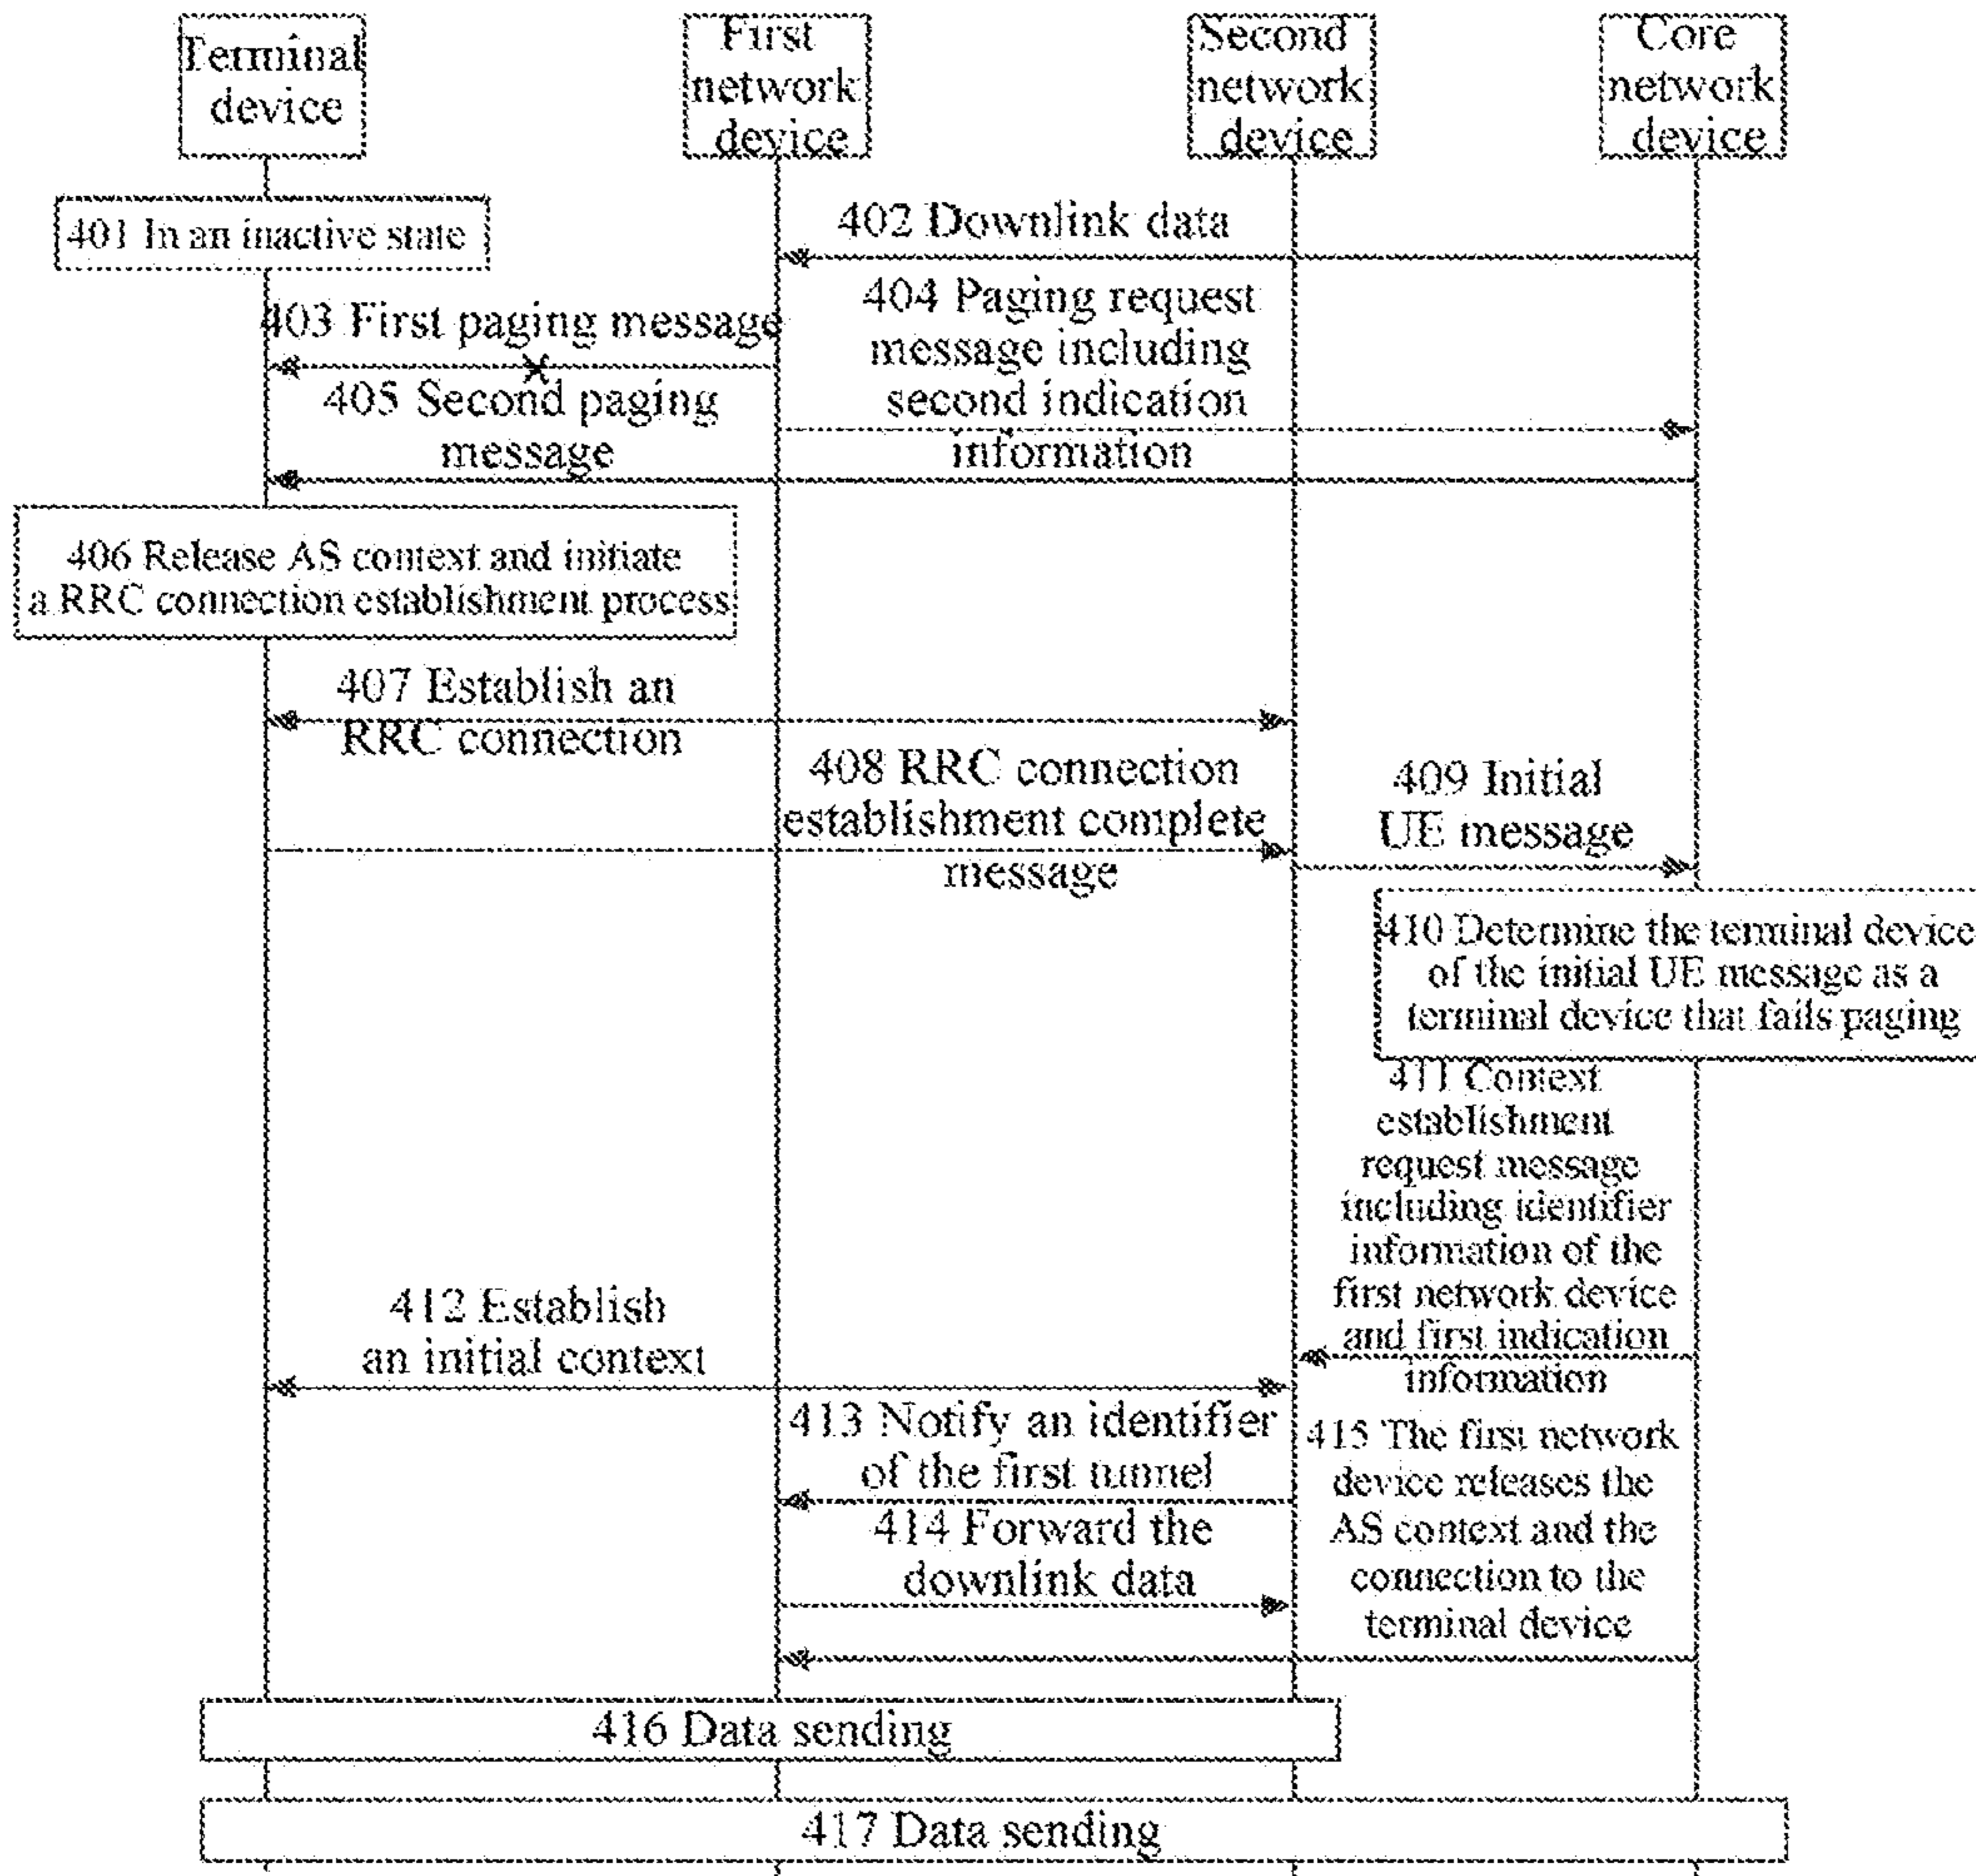 Terminal
device
First
network
device
Second
network
device
Core
network
device
401 In an inactive state
402 Downlink data
403 First paging message
404 Paging request
message including
second indication
information
405 Second paging
message
406 Release AS context and initiate
a RRC connection establishment process
407 Establish an
RRC connection
408 RRC connection
establishment complete
message
409 Initial
UE message
410 Determine the terminal device
of the initial UE message as a
terminal device that fails paging
411 Context
establishment
request message
including identifier
information of the
first network device
and first indication
information
412 Establish
an initial context
413 Notify an identifier
of the first tunnel
414 Forward the
downlink data
415 The first network
device releases the
AS context and the
connection to the
terminal device
416 Data sending
417 Data sending